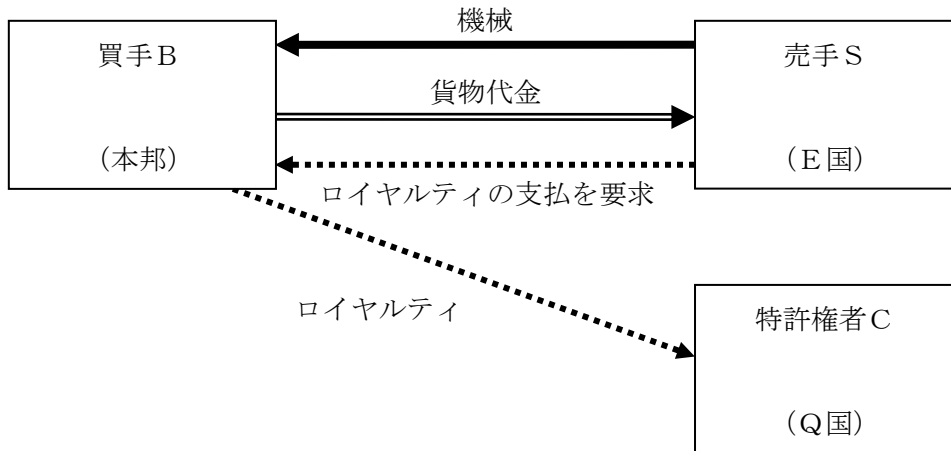 機械
買手Ｂ
売手Ｓ
貨物代金
（本邦）
（Ｅ国）
ロイヤルティの支払を要求
ロイヤルティ
特許権者Ｃ
（Ｑ国）